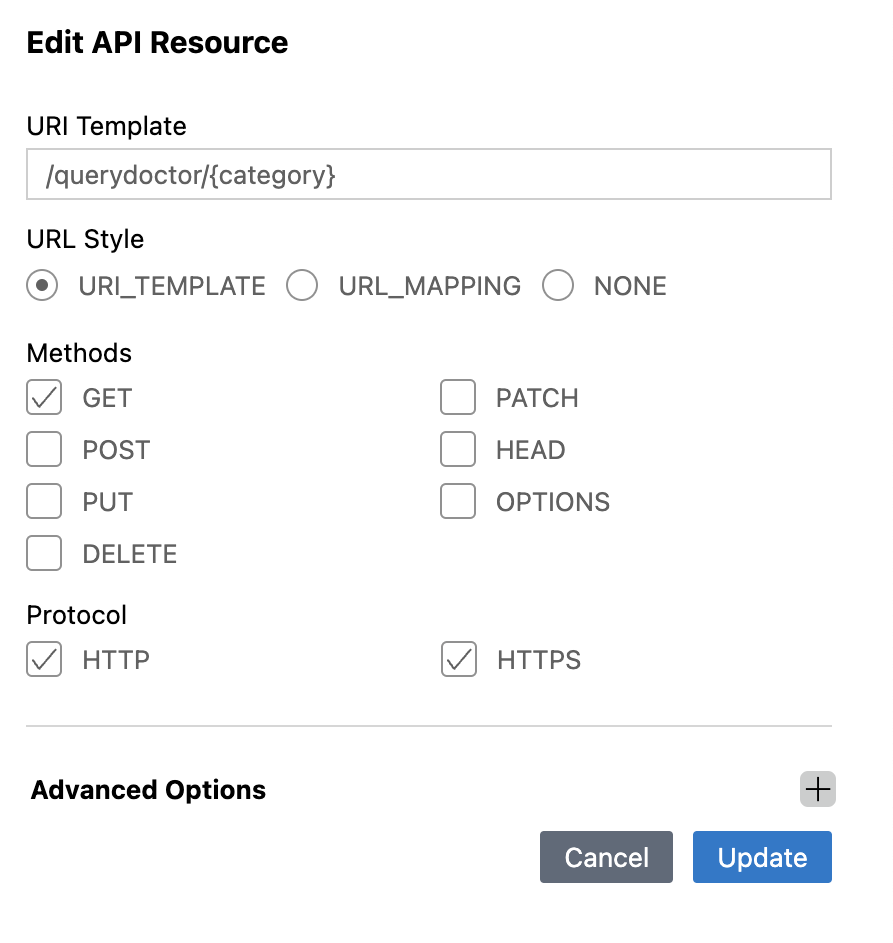 Edit API Resource
URI Template
/querydoctor/{category}
URL Style
URI_TEMPLATE URL_MAPPING NONE
Methods
GET PATCH
POST HEAD
PUT OPTIONS
DELETE
Protocol
HTTP HTTPS
Advanced Options
Cancel Update